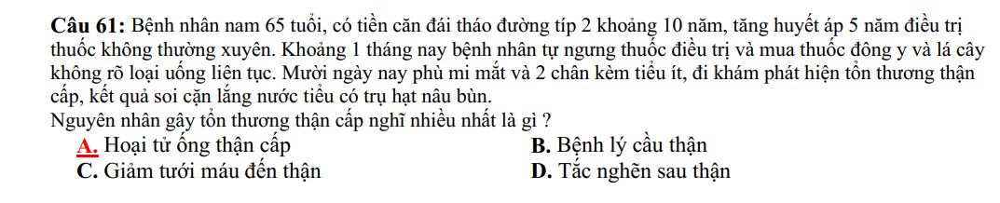 Câu 61: Bệnh nhân nam 65 tuổi, có tiền căn đái tháo đường típ 2 khoảng 10 năm, tăng huyết áp 5 năm điều trị
thuốc không thường xuyên. Khoảng 1 tháng nay bệnh nhân tự ngưng thuốc điều trị và mua thuốc đông y và lá cây
không rõ loại uống liên tục. Mười ngày nay phù mi mắt và 2 chân kèm tiểu ít, đi khám phát hiện tổn thương thận
cấp, kết quả soi cặn lắng nước tiểu có trụ hạt nâu bùn.
Nguyên nhân gây tổn thương thận cấp nghĩ nhiều nhất là gì ?
A. Hoại tử ống thận cấp B. Bệnh lý cầu thận
C. Giảm tưới máu đến thận D. Tắc nghẽn sau thận